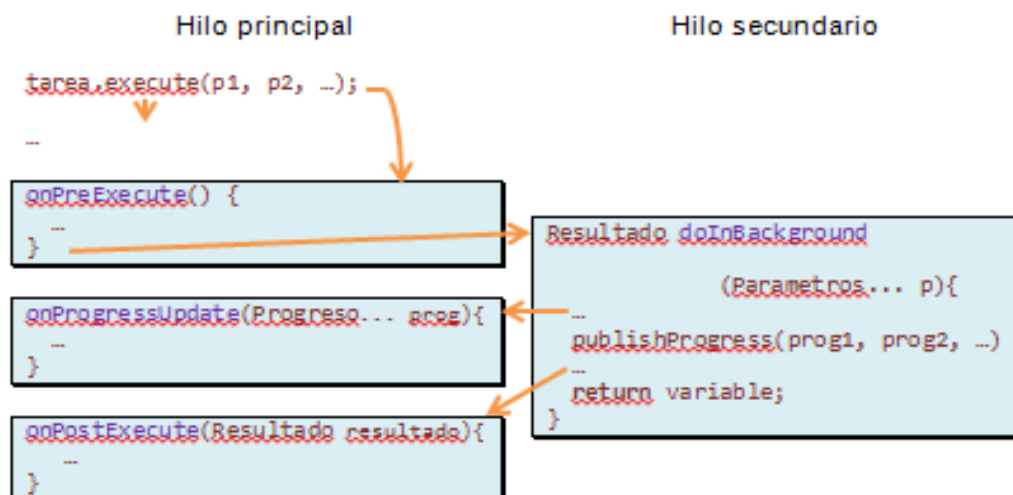 Hilo principal
Hilo secundario
tarea.execute(p1, p2, …);
…
onPreExecute() {
…
}
Resultado doInBackground
(Parametros... p){
…
publishProgress(prog1, prog2, …)
…
return variable;
}
onProgressUpdate(Progreso... prog){
…
}
onPostExecute(Resultado resultado){
…
}